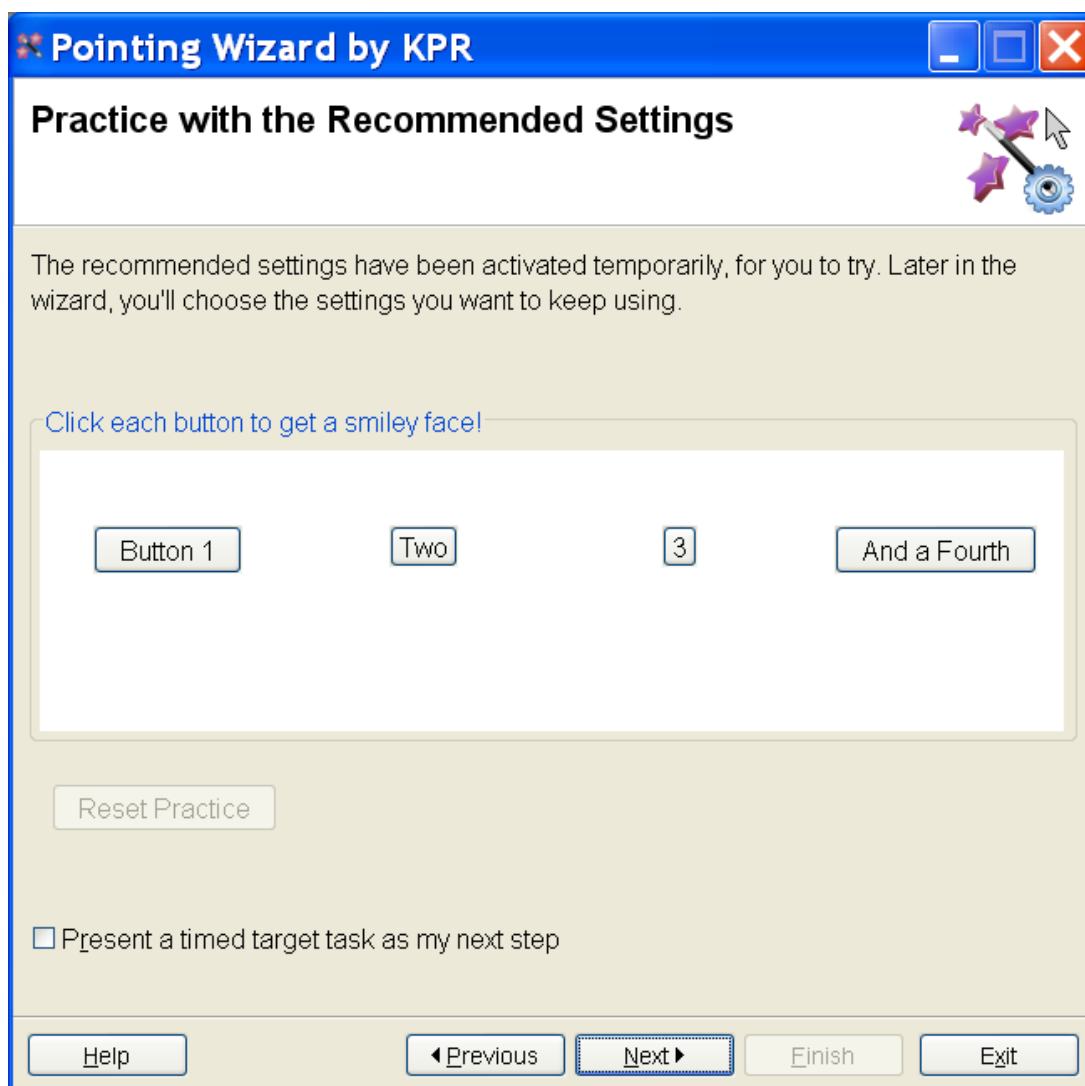 Pointing Wizard by KPR
Practice with the Recommended Settings
The recommended settings have been activated temporarily, for you to try. Later in the
wizard, you'll choose the settings you want to keep using.
Click each button to get a smiley face!
Button 1 Two 3 And a Fourth
Reset Practice
Present a timed target task as my next step
Help Previous Next Finish Exit